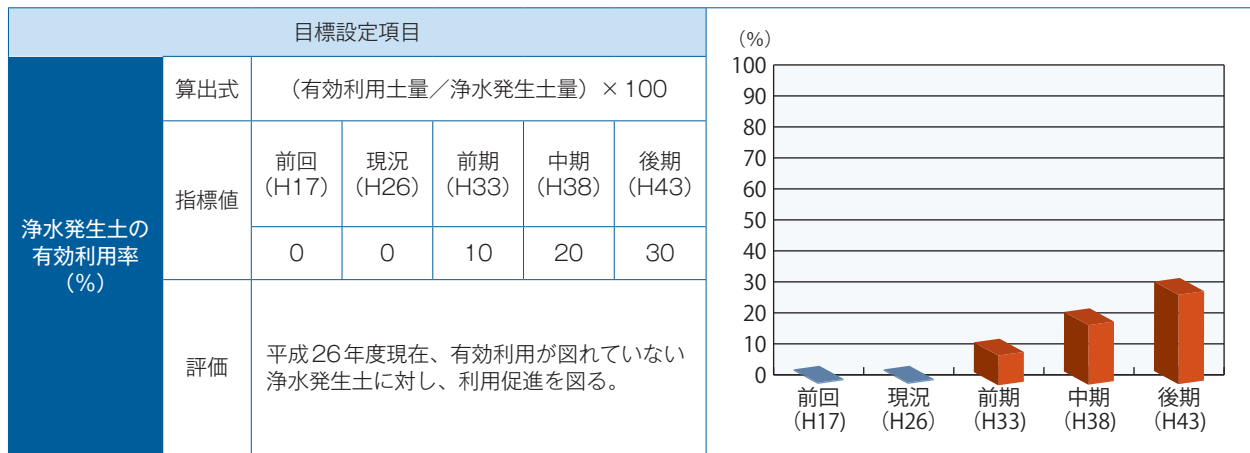 目標設定項目
浄水発生土の
有効利用率
（％）
算出式
（有効利用土量／浄水発生土量）×100
指標値
前回
（H17）
現況
（H26）
前期
（H33）
中期
（H38）
後期
（H43）
0
0
10
20
30
評価
平成26年度現在、有効利用が図れていない
浄水発生土に対し、利用促進を図る。
（%）
100
90
80
70
60
50
40
30
20
10
0
前回
（H17）
現況
（H26）
前期
（H33）
中期
（H38）
後期
（H43）